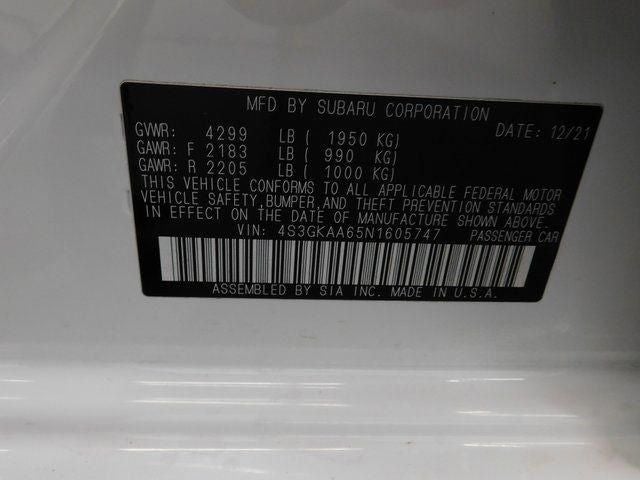 MFD BY SUBARU CORPORATION
GVWR: 4299 LB ( 1950 KG) DATE: 12/21
GAWR: F 2183 LB ( 990 KG)
GAWR: R 2205 LB ( 1000 KG)
THIS VEHICLE CONFORMS TO ALL APPLICABLE FEDERAL MOTOR
VEHICLE SAFETY, BUMPER, AND THEFT PREVENTION STANDARDS
IN EFFECT ON THE DATE OF MANUFACTURE SHOWN ABOVE.
VIN: 4S3GKAA65N1605747 PASSENGER CAR
ASSEMBLED BY SIA INC. MADE IN U.S.A.